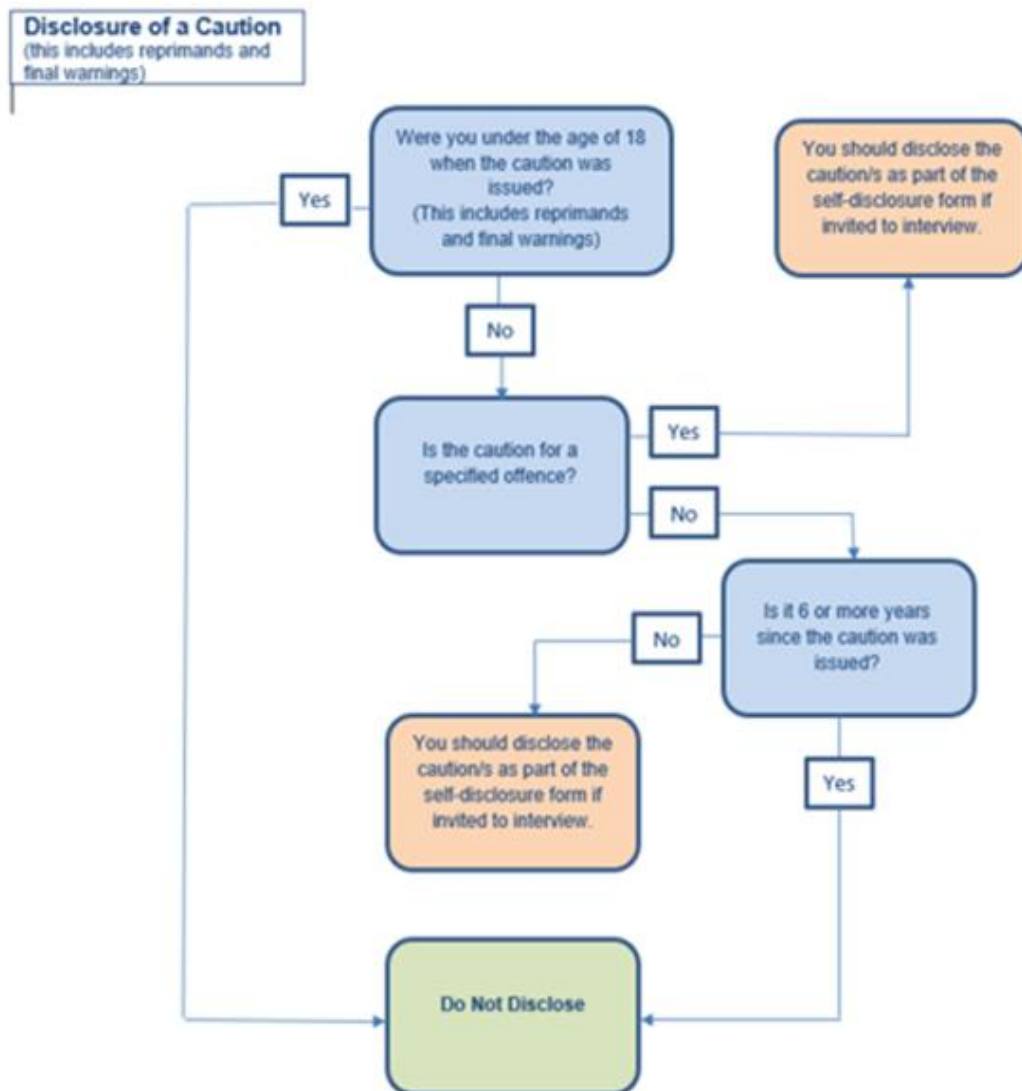 Disclosure of a Caution
(this includes reprimands and
final warnings)
Were you under the age of 18
when the caution was
issued?
(This includes reprimands
and final warnings)
Yes
You should disclose the
caution/s as part of the
self-disclosure form if
invited to interview.
No
Is the caution for a
specified offence?
Yes
No
Is it 6 or more years
since the caution was
issued?
No
You should disclose the
caution/s as part of the
self-disclosure form if
invited to interview.
Yes
Do Not Disclose